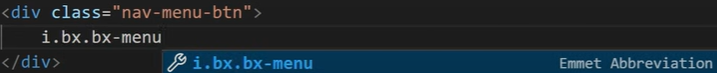 <div class="nav-menu-btn">
i.bx.bx-menu
i.bx.bx-menu Emmet Abbreviation
</div>